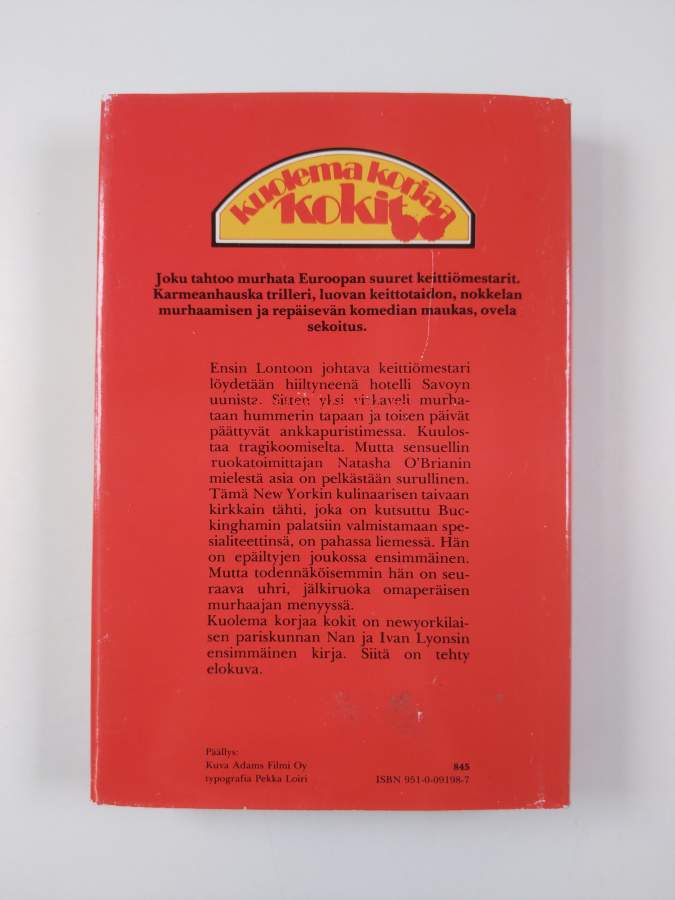 Kuolema korjaa
kokit
Joku tahtoo murhata Euroopan suuret keittiömestarit.
Karmeanhauska trilleri, luovan keittotaidon, nokkelan
murhaamisen ja repäisevän komedian maukas, ovela
sekoitus.
Ensin Lontoon johtava keittiömestari
löydetään hiiltyneenä hotelli Savoyn
uunista. Sitten yksi virkaveli murha-
taan hummerin tapaan ja toisen päivät
päättyvät ankkapuristimessa. Kuulos-
taa tragikoomiselta. Mutta sensuellin
ruokatoimittajan Natasha O'Brianin
mielestä asia on pelkästään surullinen.
Tämä New Yorkin kulinaarisen taivaan
kirkkain tähti, joka on kutsuttu Buc-
kinghamin palatsiin valmistamaan spe-
sialiteettinsä, on pahassa liemessä. Hän
on epäiltyjen joukossa ensimmäinen.
Mutta todennäköisemmin hän on seu-
raava uhri, jälkiruoka omaperäisen
murhaajan menyyssä.
Kuolema korjaa kokit on newyorkilai-
sen pariskunnan Nan ja Ivan Lyonsin
ensimmäinen kirja. Siitä on tehty
elokuva.
Päällys:
Kuva Adams Filmi Oy
typografia Pekka Loiri
845
ISBN 951-0-09198-7